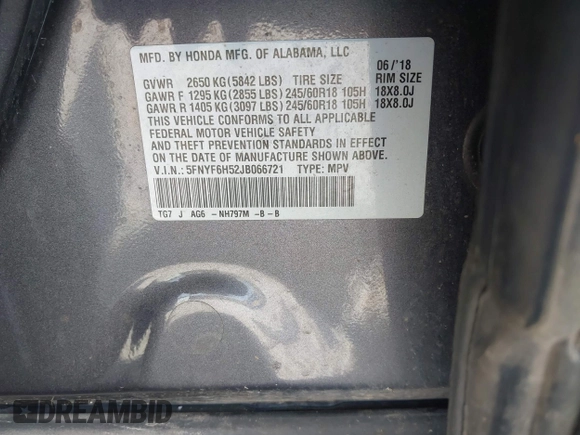 MFD. BY HONDA MFG. OF ALABAMA, LLC 06/'18
GVWR 2650 KG(5842 LBS) TIRE SIZE RIM SIZE
GAWR F 1295 KG(2855 LBS) 245/60R18 105H 18X8.0J
GAWR R 1405 KG(3097 LBS) 245/60R18 105H 18X8.0J
THIS VEHICLE CONFORMS TO ALL APPLICABLE
FEDERAL MOTOR VEHICLE SAFETY
AND THEFT PREVENTION STANDARDS IN EFFECT
ON THE DATE OF MANUFACTURE SHOWN ABOVE.
V.I.N.: 5FNYF6H52JB066721 TYPE: MPV
TG7 J AG6 -NH797M -B-B
DREAMBID